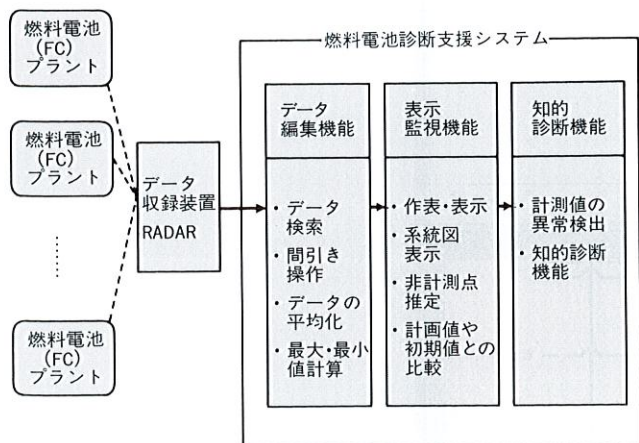 燃料電池
(FC)
プラント
燃料電池
(FC)
プラント
……
燃料電池
(FC)
プラント
データ
収録装置
RADAR
燃料電池診断支援システム
データ
編集機能
・データ
検索
・間引き
操作
・データの
平均化
・最大・最小
値計算
表示
監視機能
・作表・表示
・系統図
表示
・非計測点
推定
・計画値や
初期値との
比較
知的
診断機能
・計測値の
異常検出
・知的診断
機能